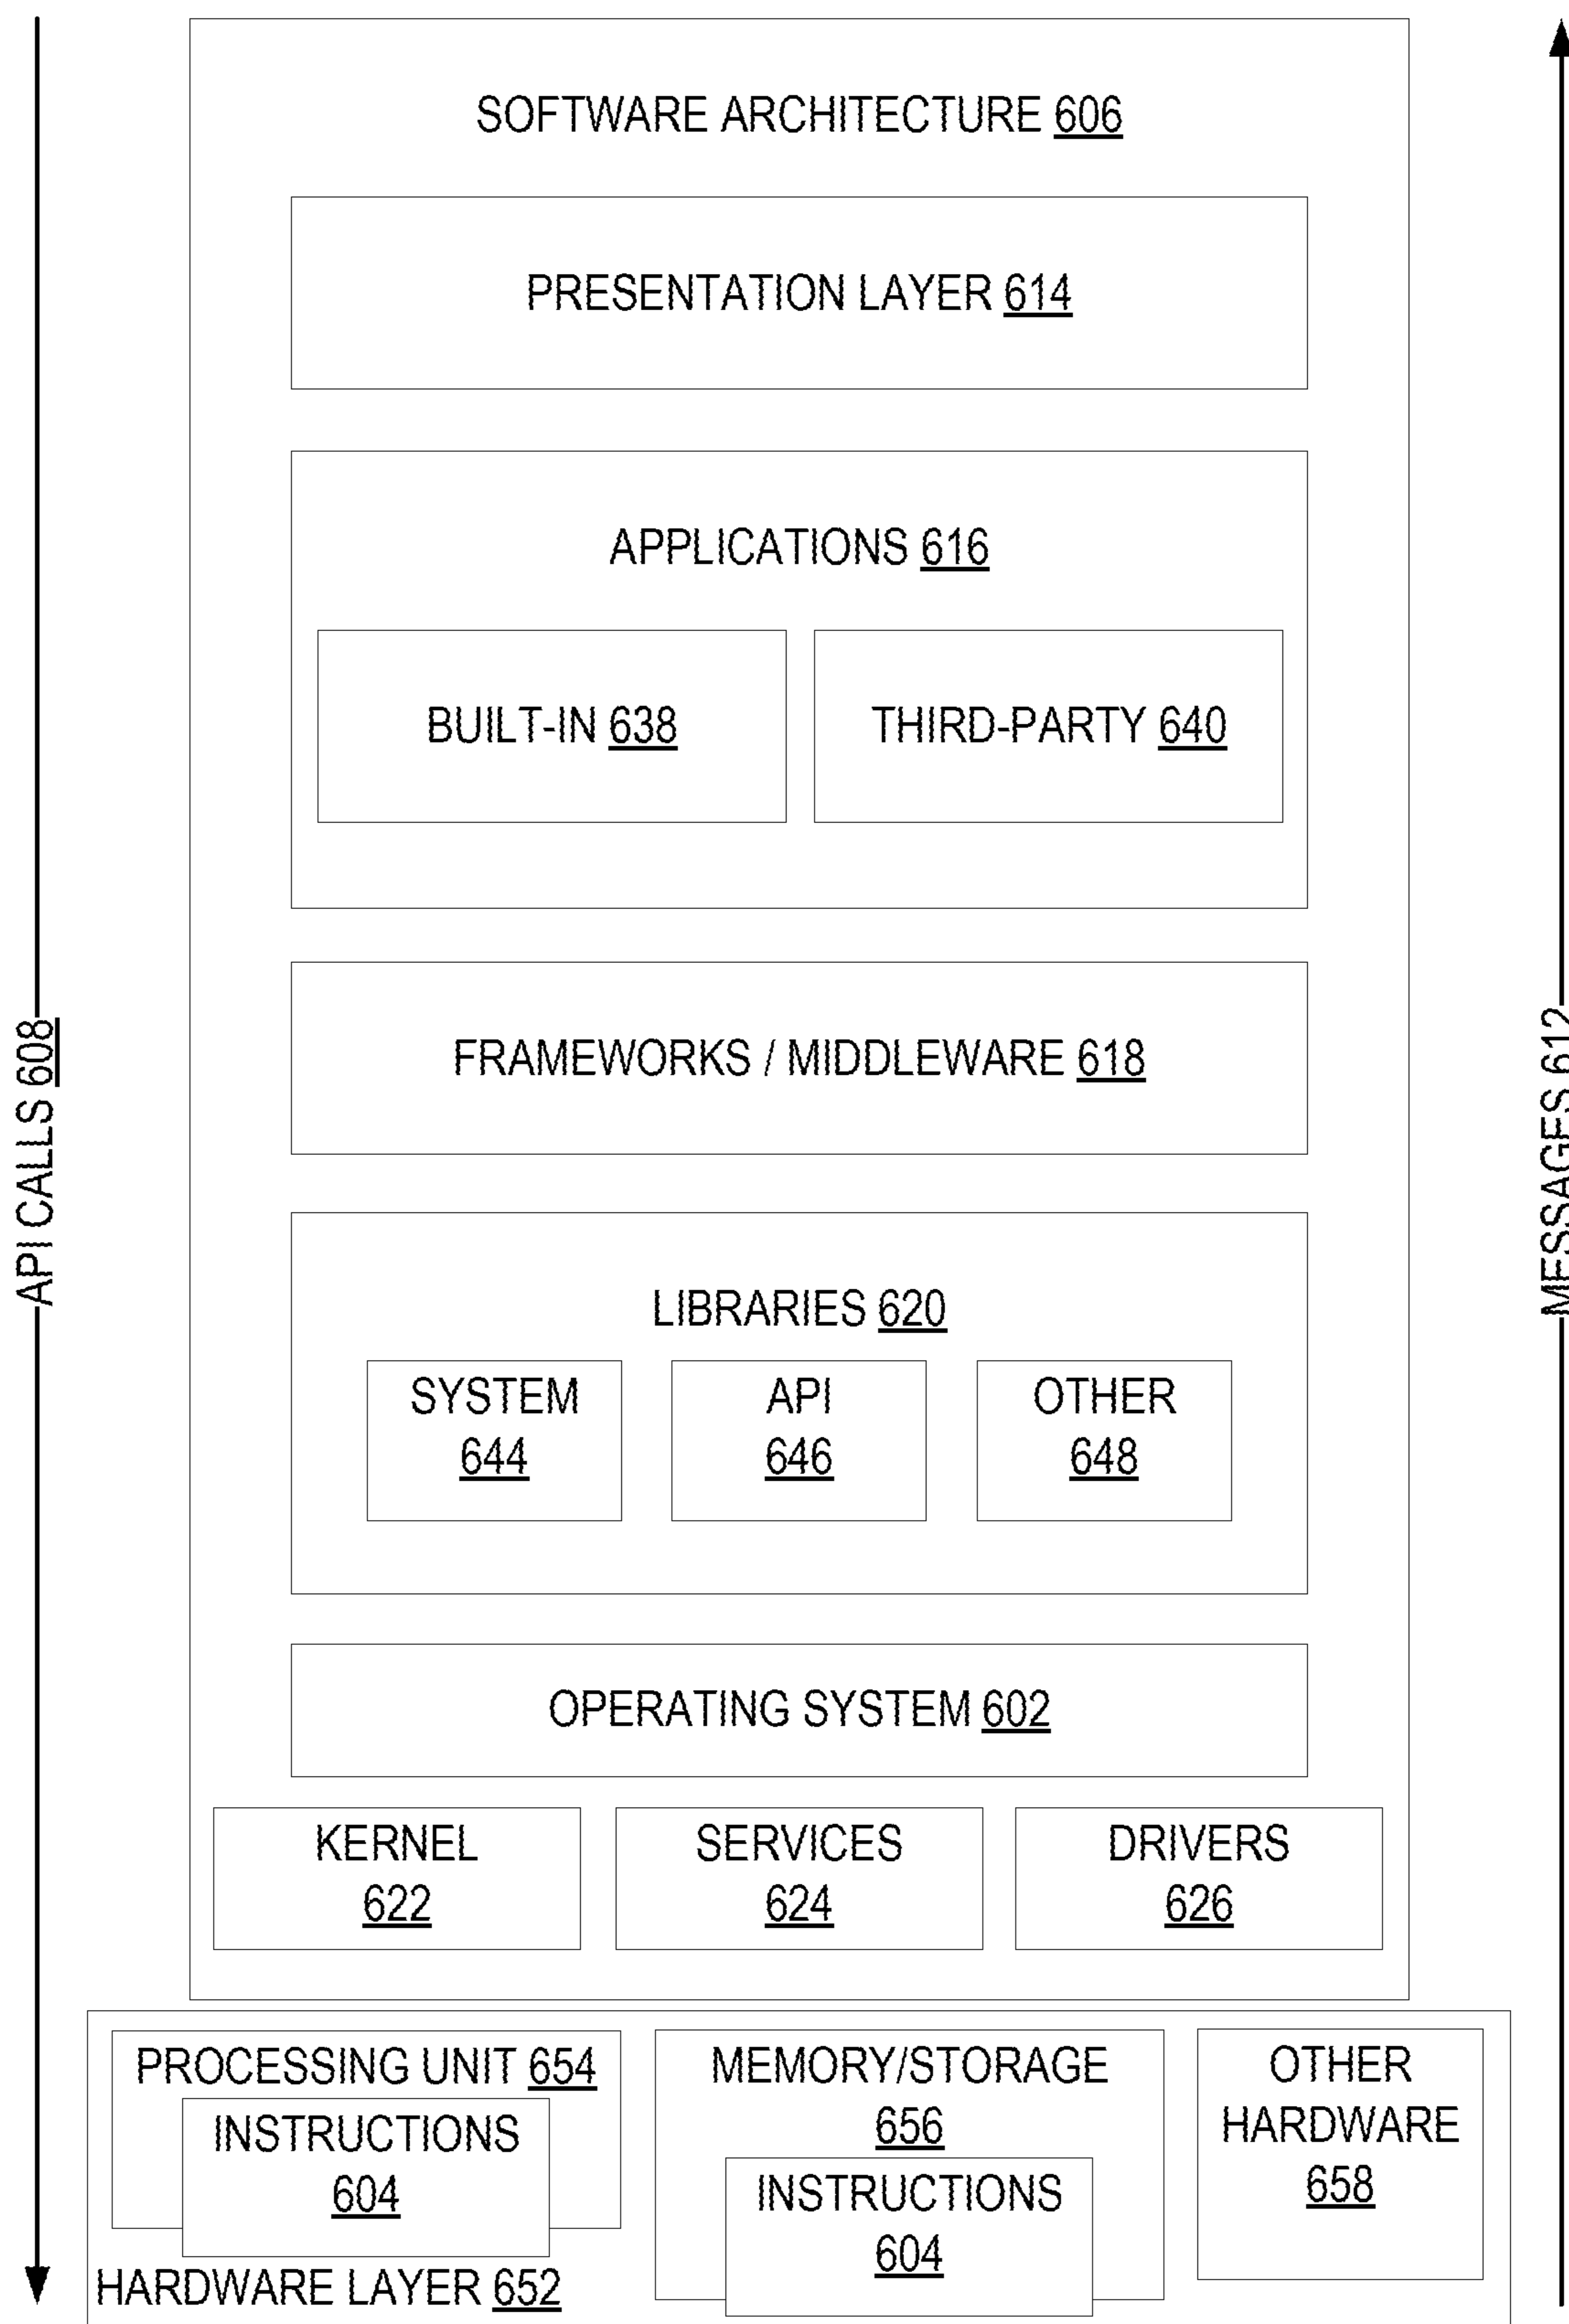 SOFTWARE ARCHITECTURE 606
PRESENTATION LAYER 614
APPLICATIONS 616
BUILT-IN 638
THIRD-PARTY 640
FRAMEWORKS / MIDDLEWARE 618
API CALLS 608
MESSAGES 612
LIBRARIES 620
SYSTEM
644
API
646
OTHER
648
OPERATING SYSTEM 602
KERNEL
622
SERVICES
624
DRIVERS
626
PROCESSING UNIT 654
INSTRUCTIONS
604
MEMORY/STORAGE
656
INSTRUCTIONS
604
OTHER
HARDWARE
658
HARDWARE LAYER 652